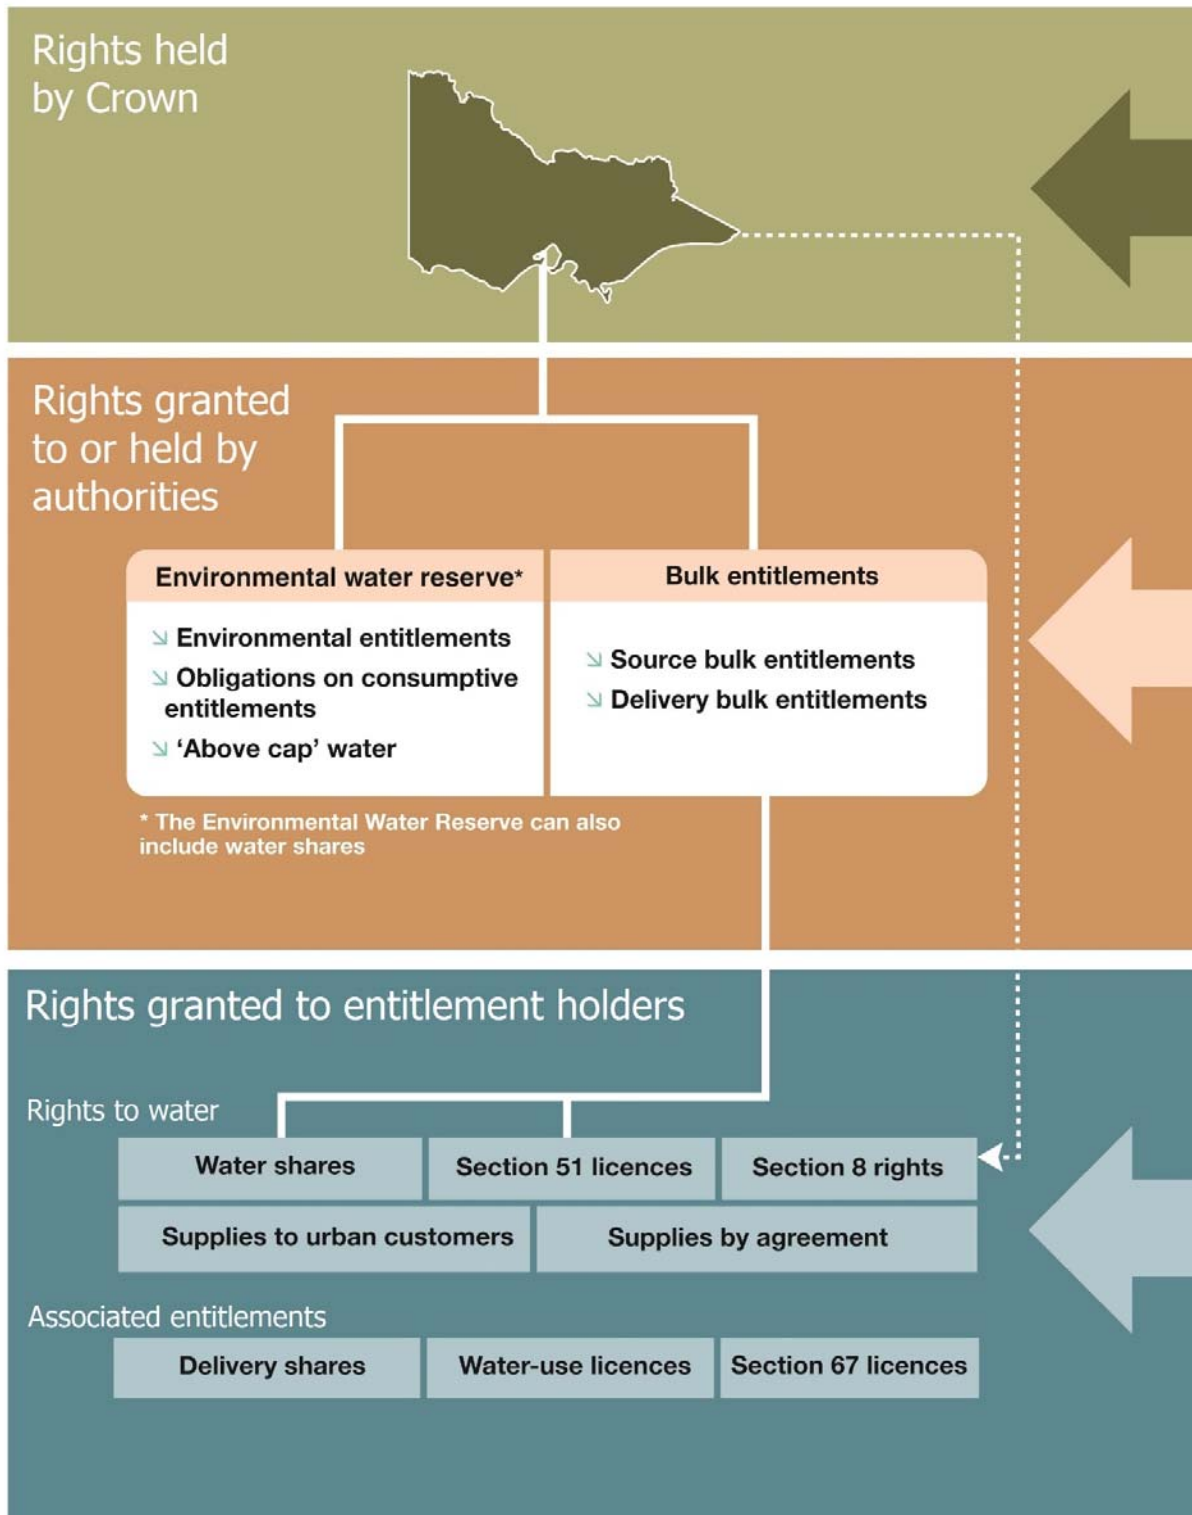 Rights held
by Crown
Rights granted
to or held by
authorities
Environmental water reserve*
Bulk entitlements
Environmental entitlements
Obligations on consumptive
entitlements
‘Above cap’ water
Source bulk entitlements
Delivery bulk entitlements
* The Environmental Water Reserve can also
include water shares
Rights granted to entitlement holders
Rights to water
Water shares
Section 51 licences
Section 8 rights
Supplies to urban customers
Supplies by agreement
Associated entitlements
Delivery shares
Water-use licences
Section 67 licences